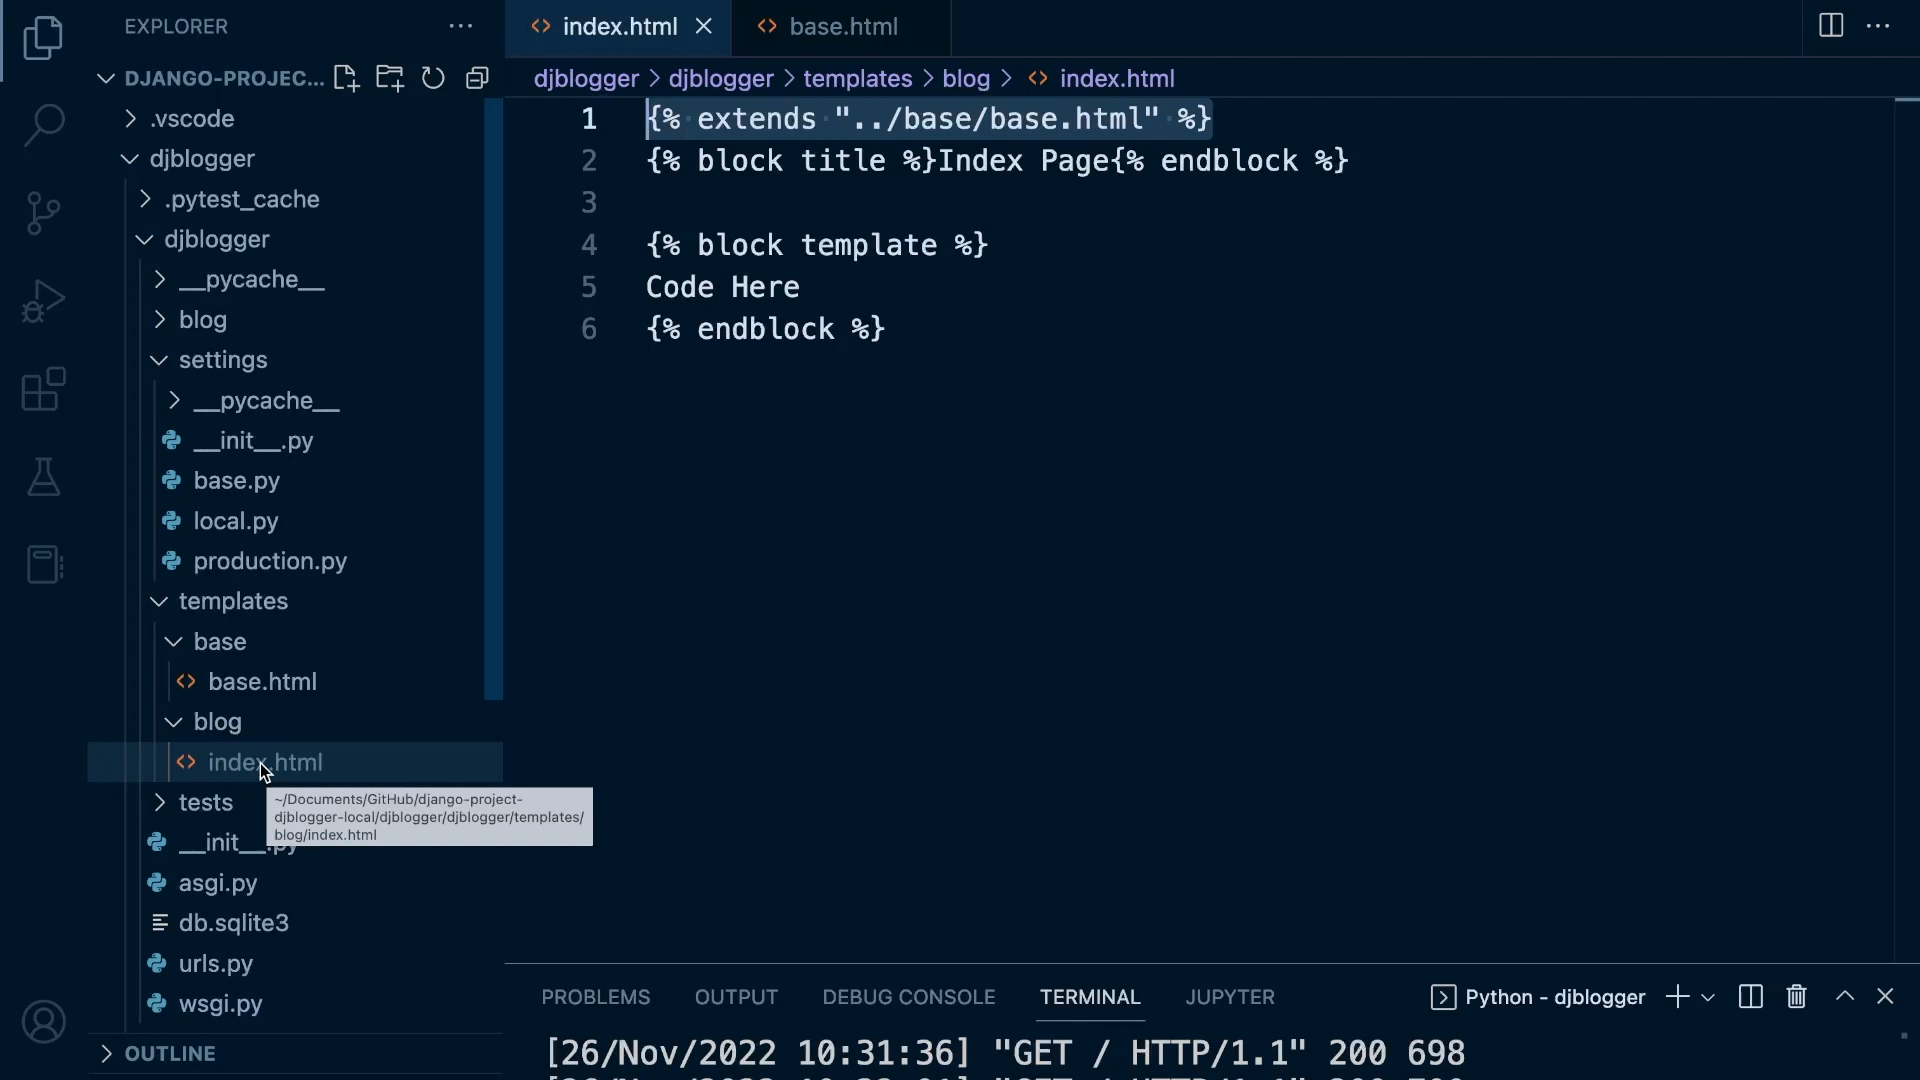 EXPLORER
DJANGO-PROJEC...
.vscode
djblogger
.pytest_cache
djblogger
__pycache__
blog
settings
__pycache__
__init__.py
base.py
local.py
production.py
templates
base
base.html
blog
index.html
tests
__init__.py
asgi.py
db.sqlite3
urls.py
wsgi.py
OUTLINE
~/Documents/GitHub/django-project-
djblogger-local/djblogger/djblogger/templates/
blog/index.html
index.html
base.html
djblogger > djblogger > templates > blog > index.html
1 {% extends "../base/base.html" %}
2 {% block title %}Index Page{% endblock %}
3
4 {% block template %}
5 Code Here
6 {% endblock %}
PROBLEMS OUTPUT DEBUG CONSOLE TERMINAL JUPYTER Python - djblogger
[26/Nov/2022 10:31:36] "GET / HTTP/1.1" 200 698